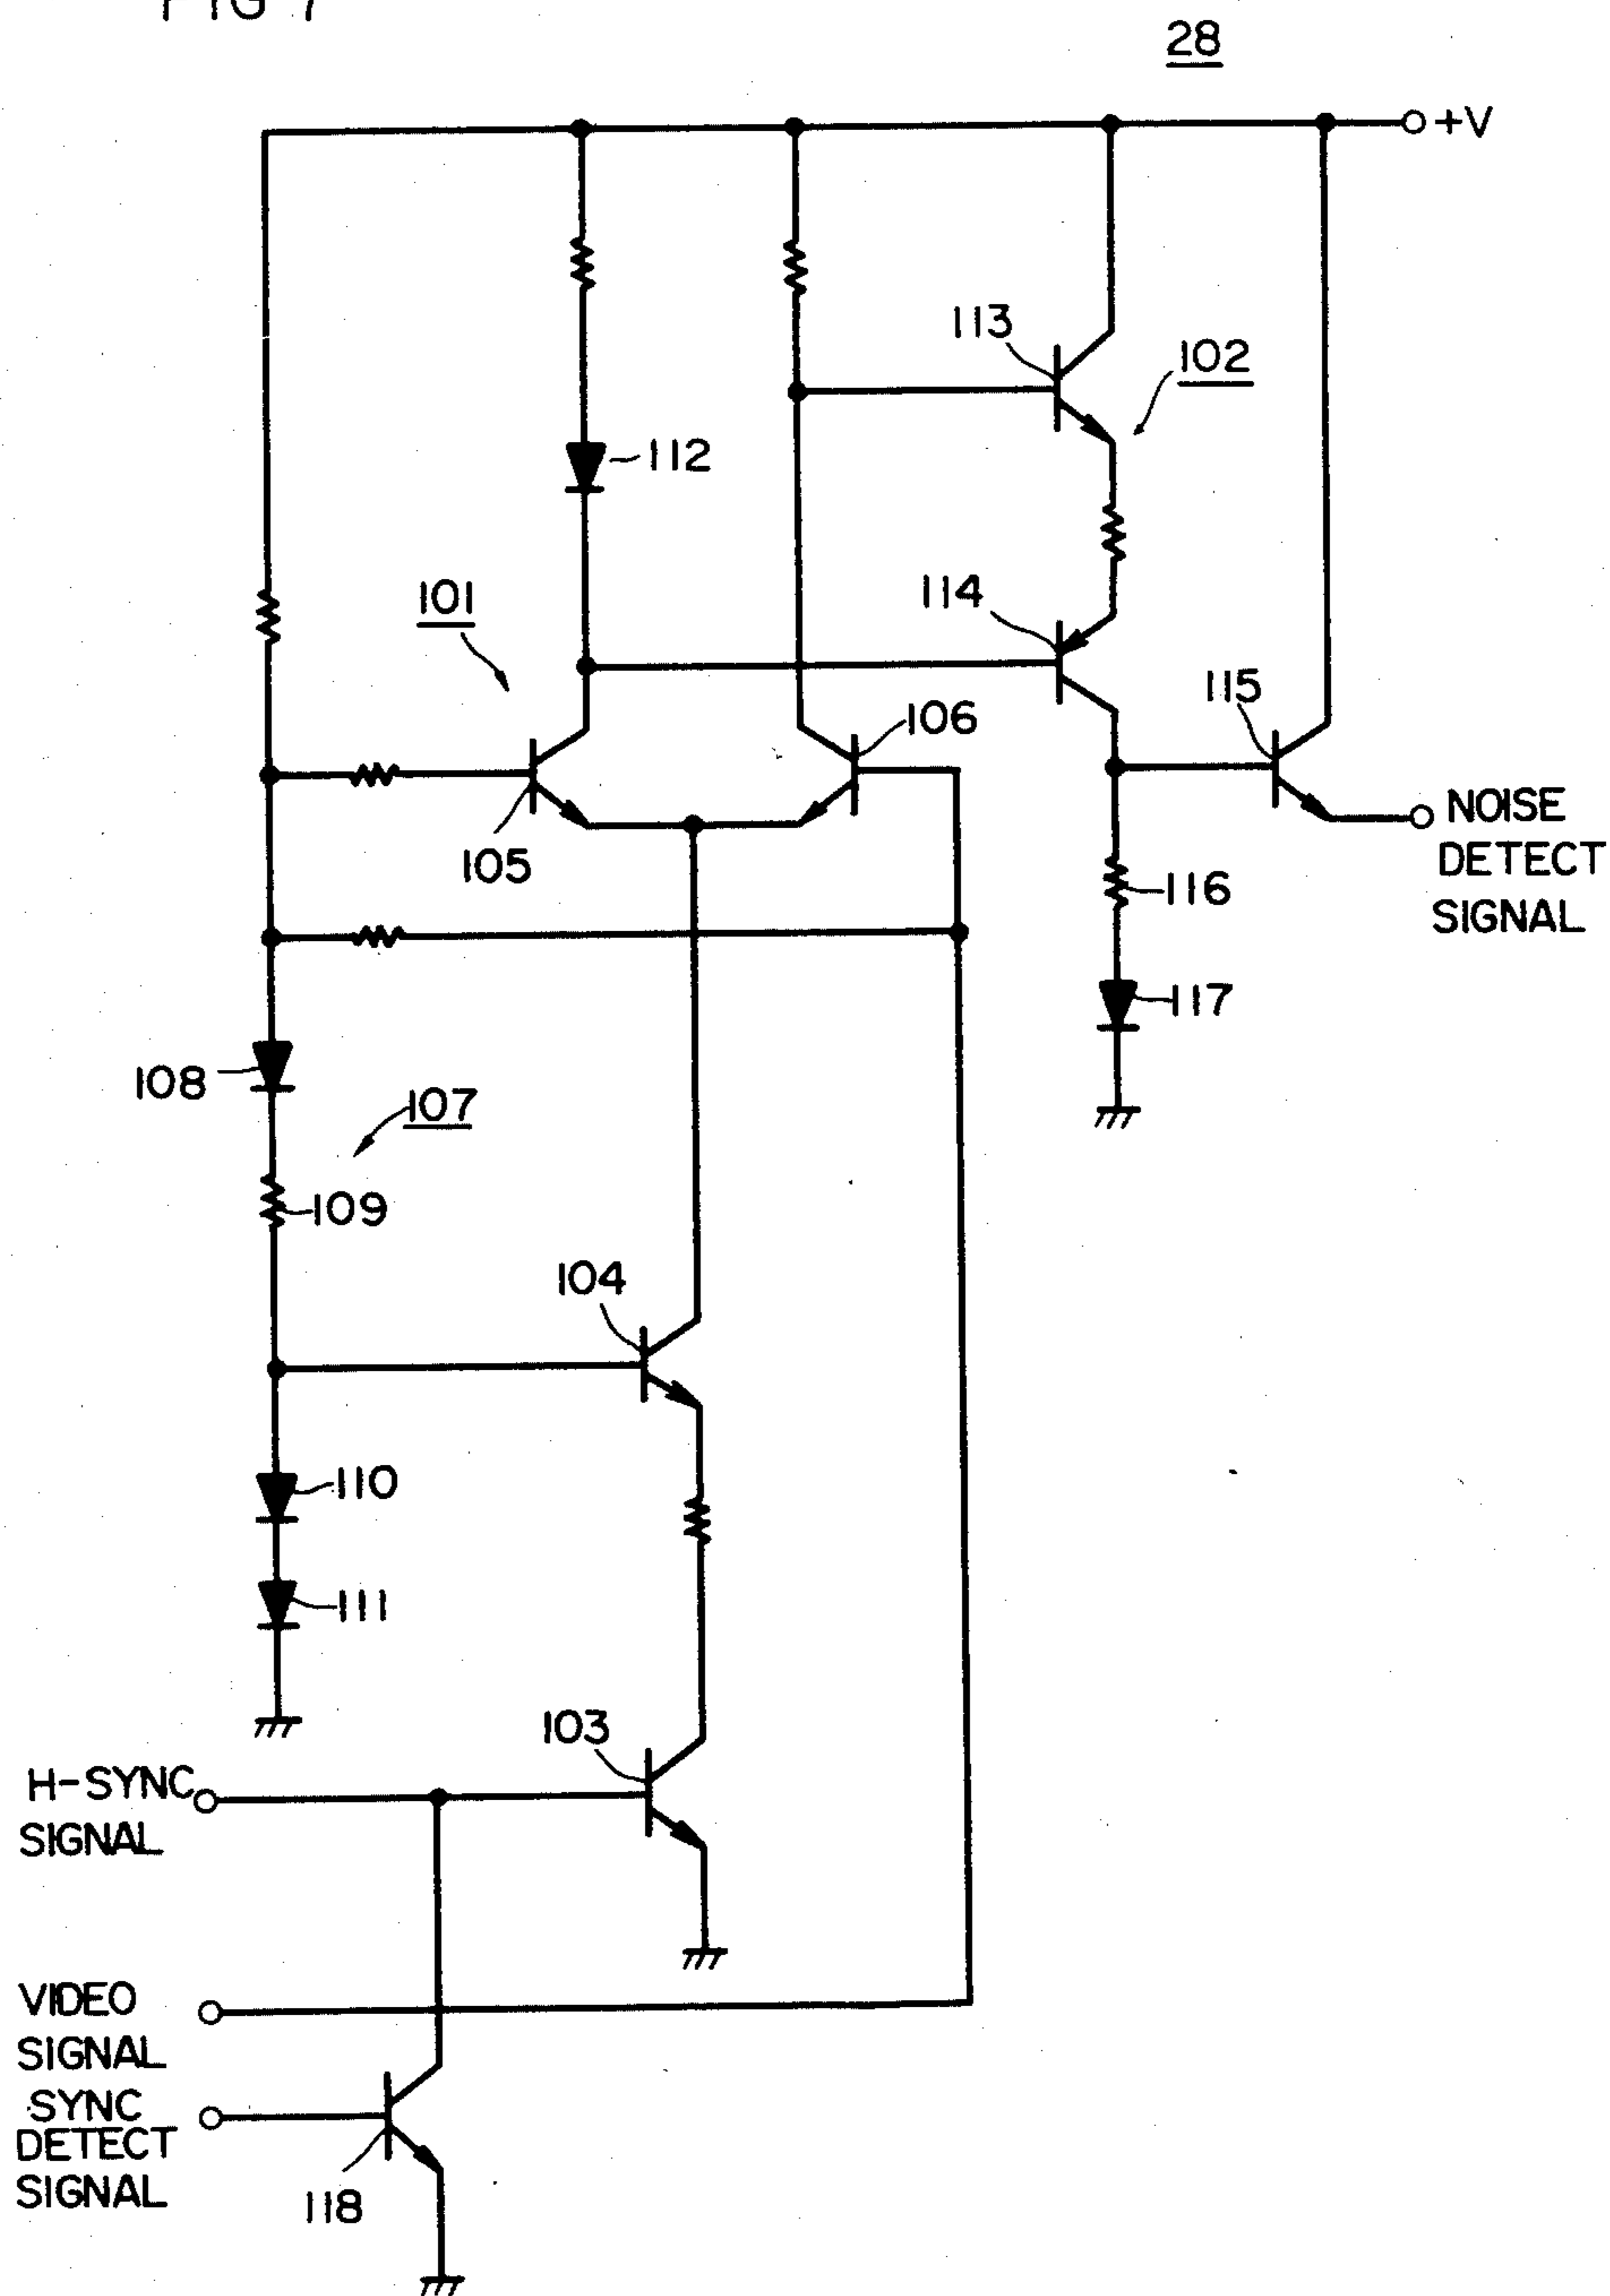 FIG 7
28
+V
113
102
112
114
101
115
106
105
NOISE
DETECT
SIGNAL
116
117
108
107
109
104
110
111
103
H-SYNC
SIGNAL
VIDEO
SIGNAL
SYNC
DETECT
SIGNAL
118